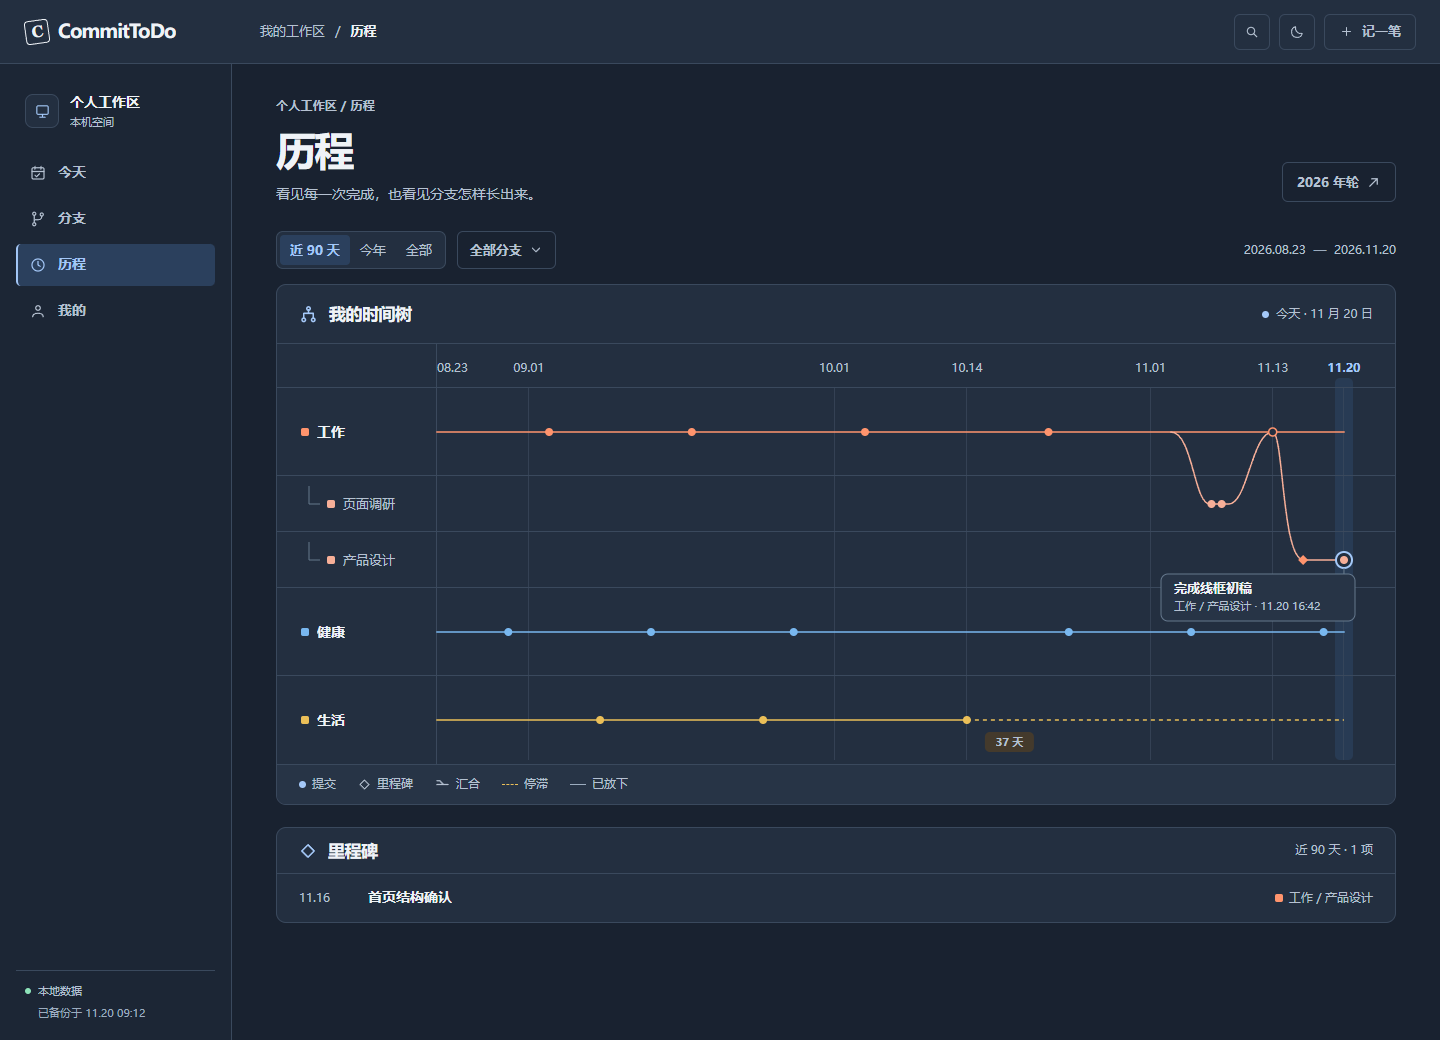 C CommitToDo
我的工作区 / 历程
记一笔
个人工作区
本机空间
今天
分支
历程
我的
本地数据
已备份于 11.20 09:12
个人工作区 / 历程
历程
看见每一次完成，也看见分支怎样长出来。
2026 年轮
近 90 天 今年 全部 全部分支
2026.08.23 — 2026.11.20
我的时间树
今天 · 11 月 20 日
08.23 09.01 10.01 10.14 11.01 11.13 11.20
工作
页面调研
产品设计
完成线框初稿
工作 / 产品设计 · 11.20 16:42
健康
生活
37 天
提交 里程碑 汇合 停滞 已放下
里程碑
近 90 天 · 1 项
11.16 首页结构确认 工作 / 产品设计